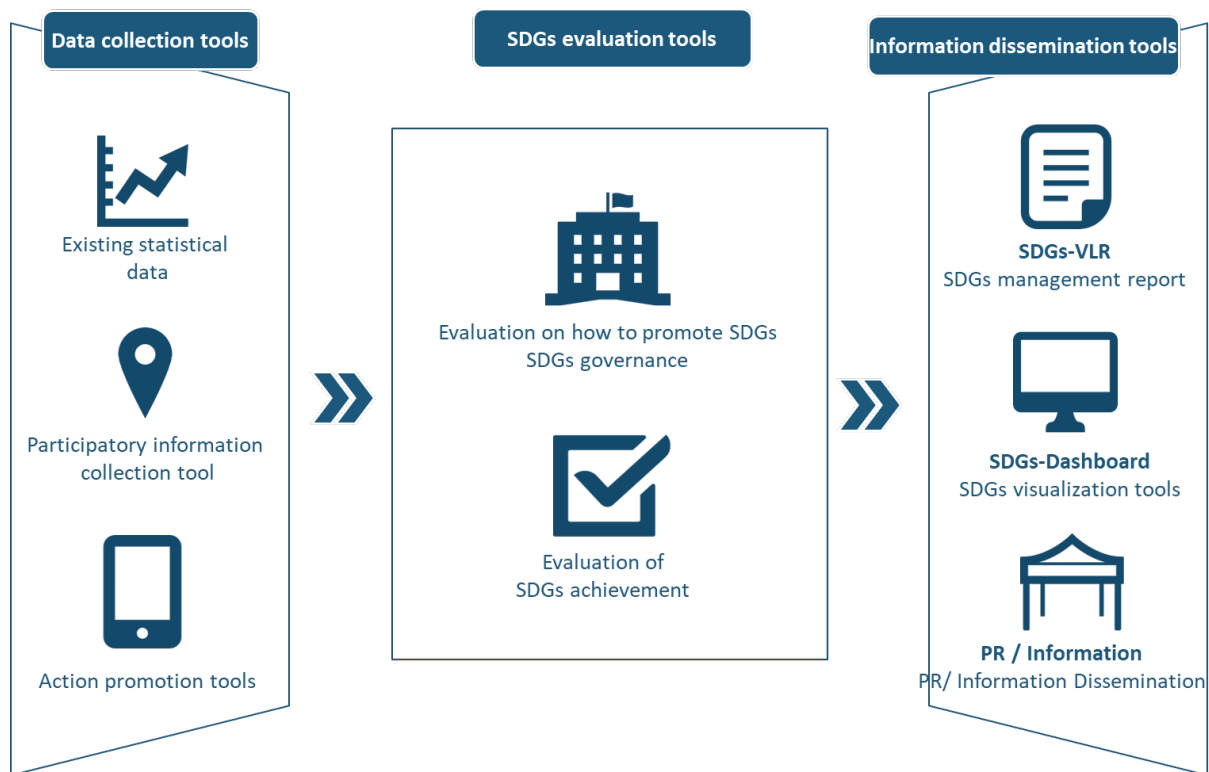 Data collection tools
Existing statistical
data
Participatory information
collection tool
Action promotion tools
SDGs evaluation tools
Evaluation on how to promote SDGs
SDGs governance
Evaluation of
SDGs achievement
Information dissemination tools
SDGs-VLR
SDGs management report
SDGs-Dashboard
SDGs visualization tools
PR / Information
PR/ Information Dissemination